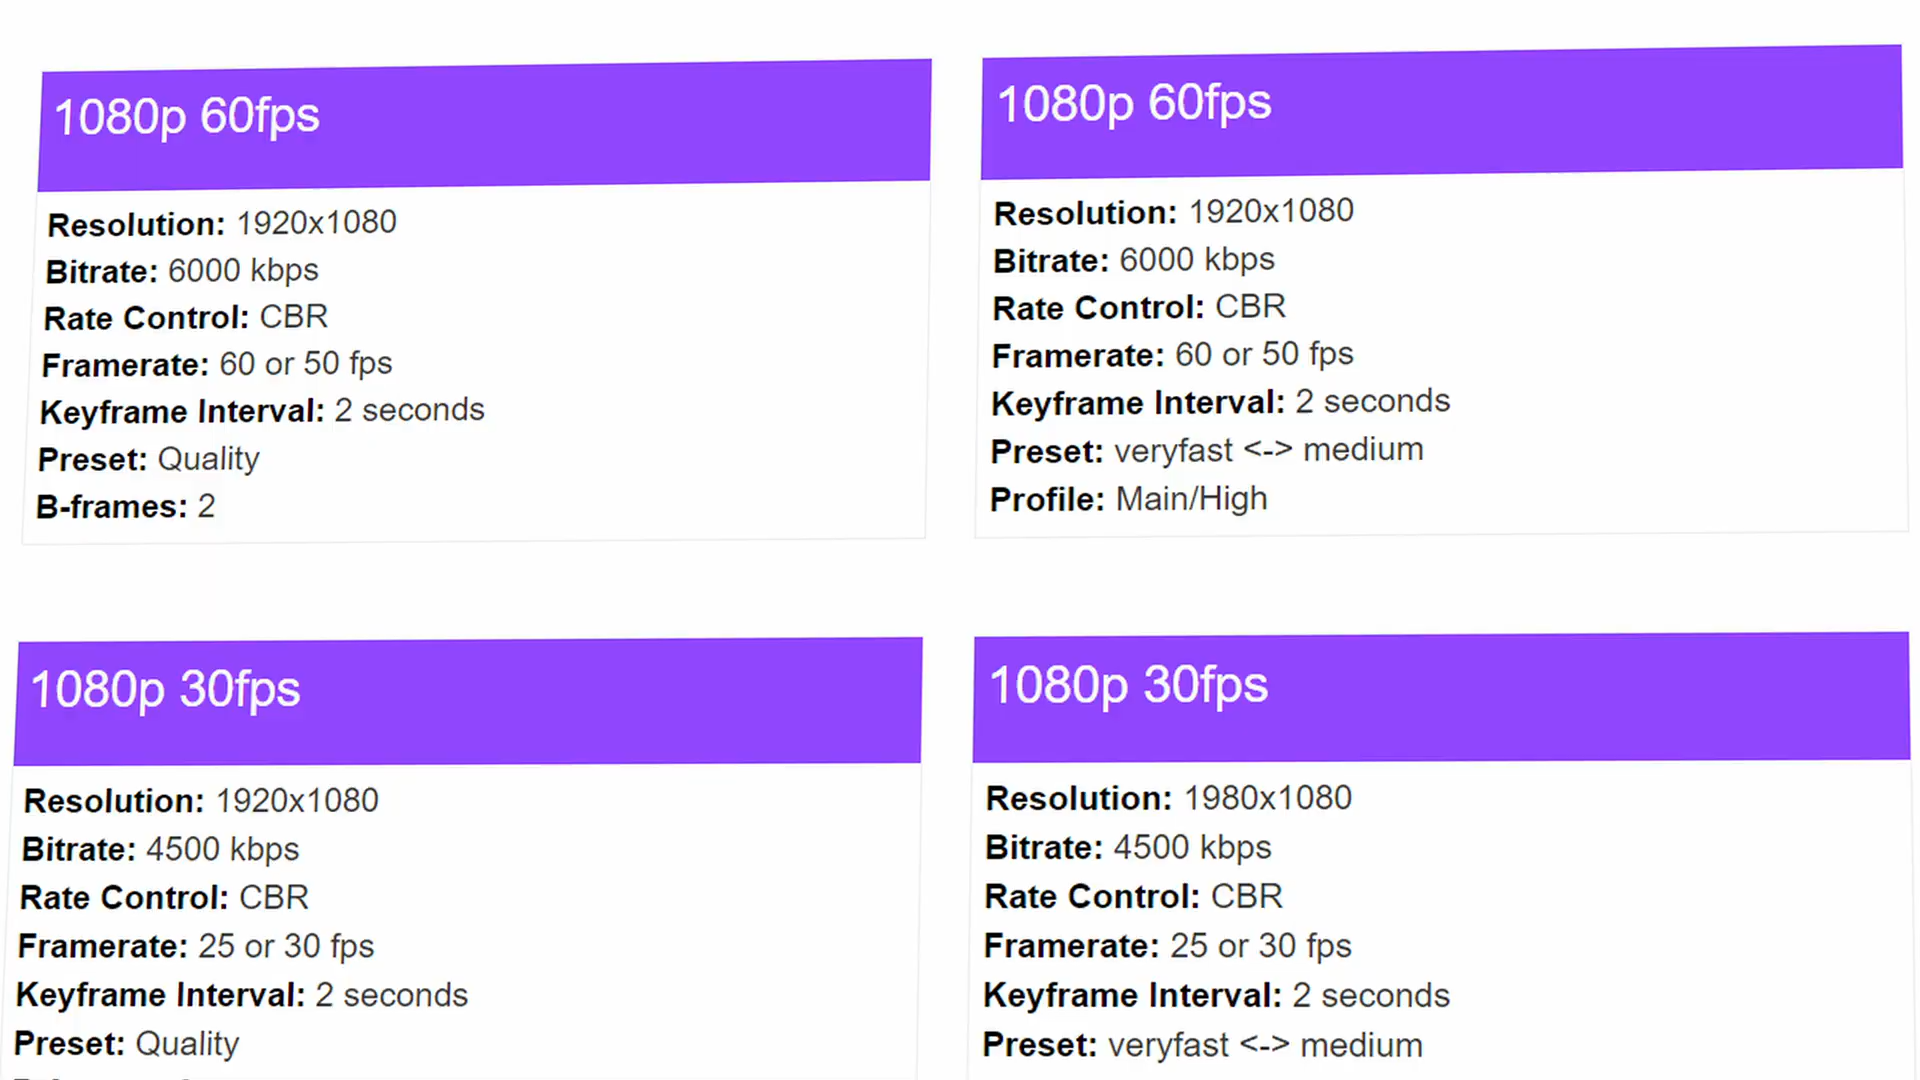 1080p 60fps
Resolution: 1920x1080
Bitrate: 6000 kbps
Rate Control: CBR
Framerate: 60 or 50 fps
Keyframe Interval: 2 seconds
Preset: Quality
B-frames: 2
1080p 60fps
Resolution: 1920x1080
Bitrate: 6000 kbps
Rate Control: CBR
Framerate: 60 or 50 fps
Keyframe Interval: 2 seconds
Preset: veryfast <-> medium
Profile: Main/High
1080p 30fps
Resolution: 1920x1080
Bitrate: 4500 kbps
Rate Control: CBR
Framerate: 25 or 30 fps
Keyframe Interval: 2 seconds
Preset: Quality
1080p 30fps
Resolution: 1980x1080
Bitrate: 4500 kbps
Rate Control: CBR
Framerate: 25 or 30 fps
Keyframe Interval: 2 seconds
Preset: veryfast <-> medium